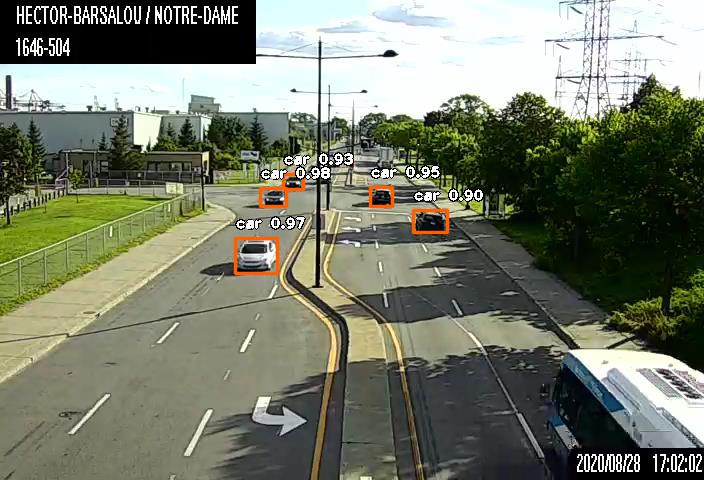 HECTOR-BARSALOU / NOTRE-DAME
1646-504
car 0.93
car 0.98
car 0.95
car 0.90
car 0.97
2020/08/28 17:02:02